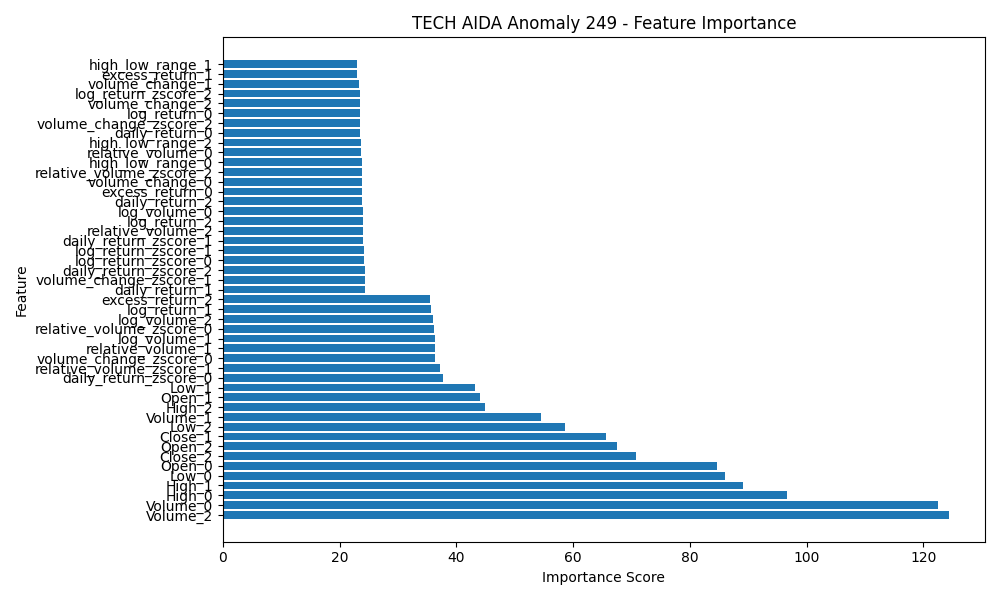 TECH AIDA Anomaly 249 - Feature Importance
high_low_range_1
excess_return_1
volume_change_1
log_return_zscore_2
volume_change_2
log_return_0
volume_change_zscore_2
daily_return_0
high_low_range_2
relative_volume_0
high_low_range_0
relative_volume_zscore_2
volume_change_0
excess_return_0
daily_return_2
log_volume_0
log_return_2
relative_volume_2
daily_return_zscore_1
log_return_zscore_1
log_return_zscore_0
daily_return_zscore_2
volume_change_zscore_1
daily_return_1
excess_return_2
log_return_1
log_volume_2
relative_volume_zscore_0
log_volume_1
relative_volume_1
volume_change_zscore_0
relative_volume_zscore_1
daily_return_zscore_0
Low_1
Open_1
High_2
Volume_1
Low_2
Close_1
Open_2
Close_2
Open_0
Low_0
High_1
High_0
Volume_0
Volume_2
Feature
0 20 40 60 80 100 120
Importance Score